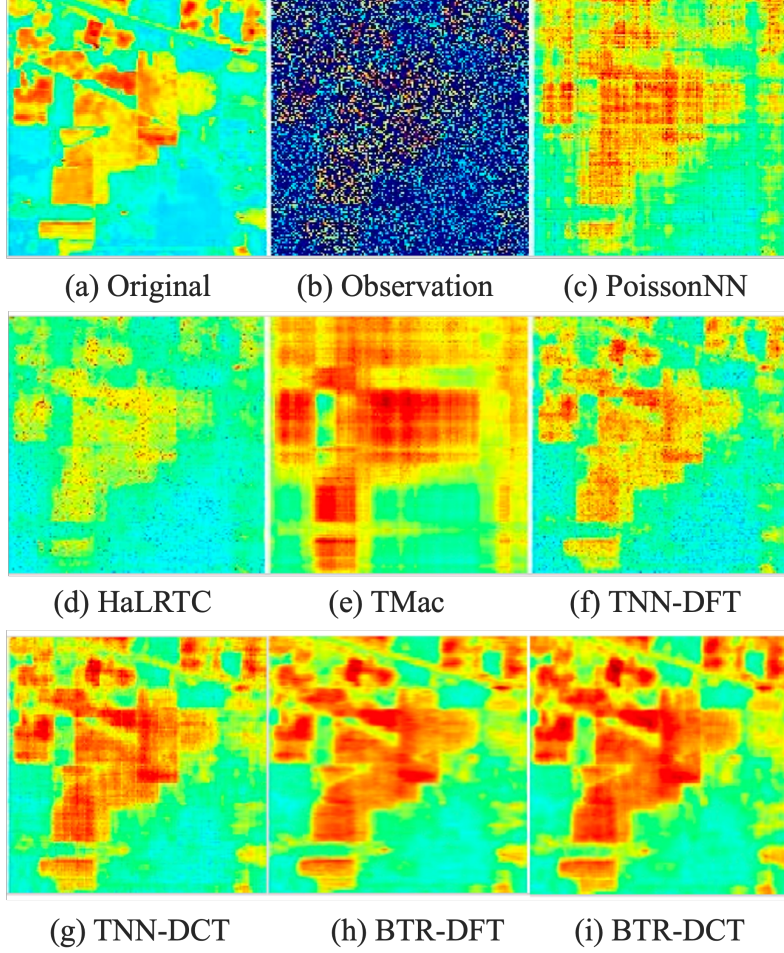 (a) Original (b) Observation (c) PoissonNN
(d) HaLRTC (e) TMac (f) TNN-DFT
(g) TNN-DCT (h) BTR-DFT (i) BTR-DCT